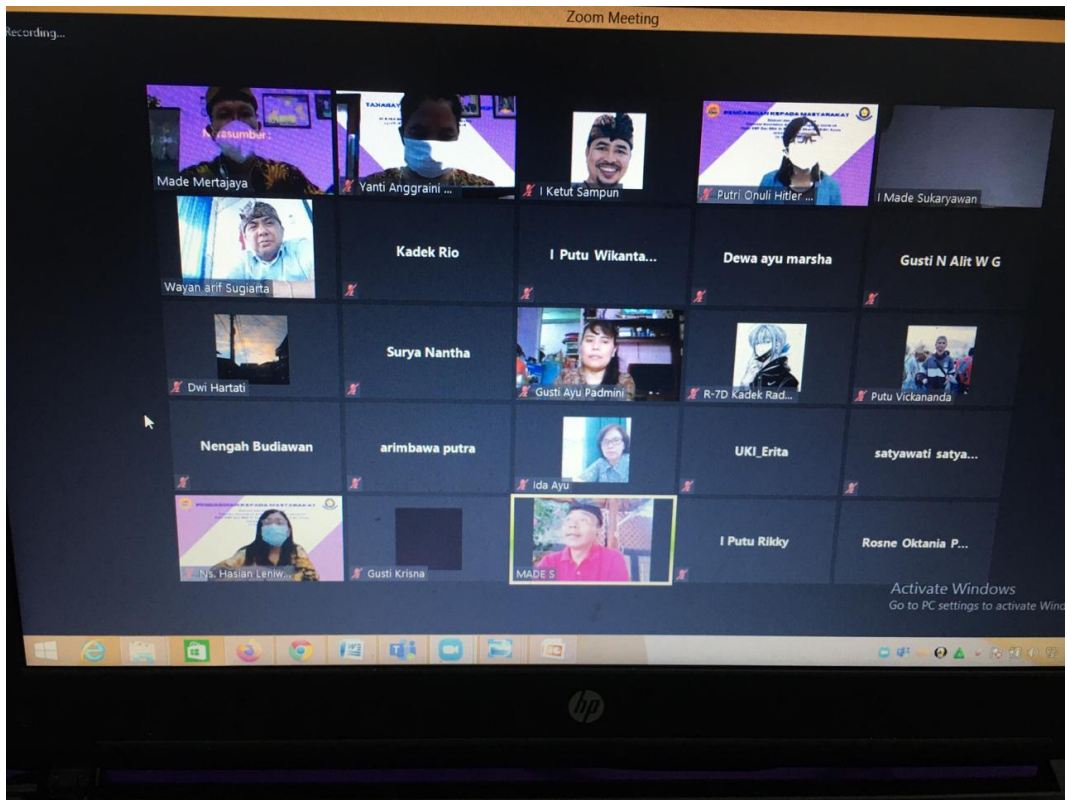 Zoom Meeting
Recording...
Narasumber:
Made Mertajaya
Yanti Anggraini ...
I Ketut Sampun
PENGABDIAN KEPADA MASYARAKAT
Putri Onuli Hitler ...
I Made Sukaryawan
Wayan arif Sugiarta
Kadek Rio
I Putu Wikanta...
Dewa ayu marsha
Gusti N Alit W G
Dwi Hartati
Surya Nantha
Gusti Ayu Padmini
R-7D Kadek Rad...
Putu Vickananda
Nengah Budiawan
arimbawa putra
Ida Ayu
UKI_Erita
satyawati satya...
PENGABDIAN KEPADA MASYARAKAT
Ns. Hasian Leniw...
Gusti Krisna
MADE S
I Putu Rikky
Rosne Oktania P...
Activate Windows
Go to PC settings to activate Wind
hp